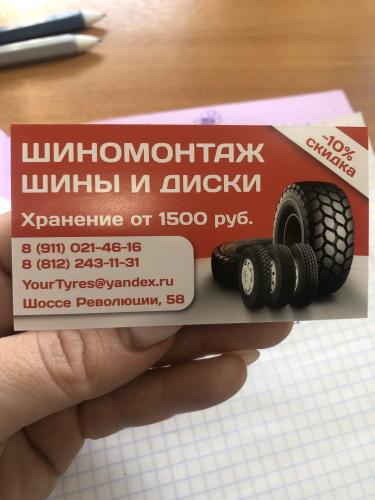 -10%
СКИДКА
ШИНОМОНТАЖ
ШИНЫ И ДИСКИ
Хранение от 1500 руб.
8 (911) 021-46-16
8 (812) 243-11-31
YourTyres@yandex.ru
Шоссе Революции, 58